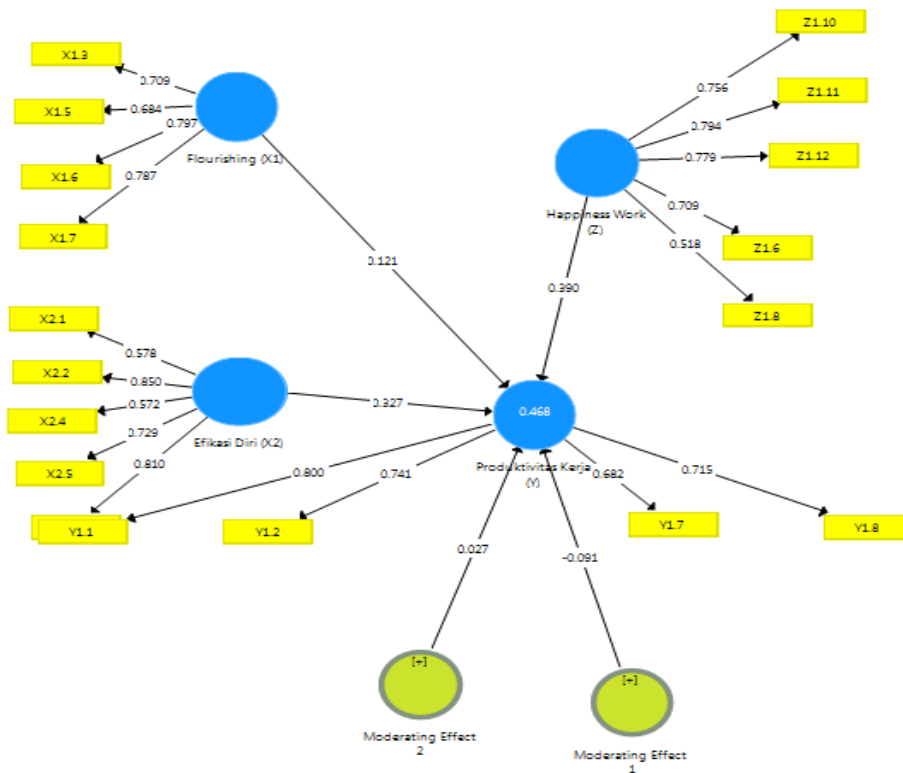 Z1.10
X1.3
0.709
0.756
Z1.11
X1.5
0.684
0.794
0.797
Z1.12
0.779
Flourishing (X1)
X1.6
0.787
0.709
Happiness Work
(Z)
X1.7
0.518
Z1.6
0.121
0.390
Z1.8
X2.1
0.578
X2.2
0.850
0.327
0.468
X2.4
0.572
0.729
Efikasi Diri (X2)
X2.5
0.810
0.800
0.741
Produktivitas Kerja
(Y)
0.682
0.715
Y1.1
Y1.2
Y1.7
Y1.8
0.027
-0.091
[+]
[+]
Moderating Effect
2
Moderating Effect
1